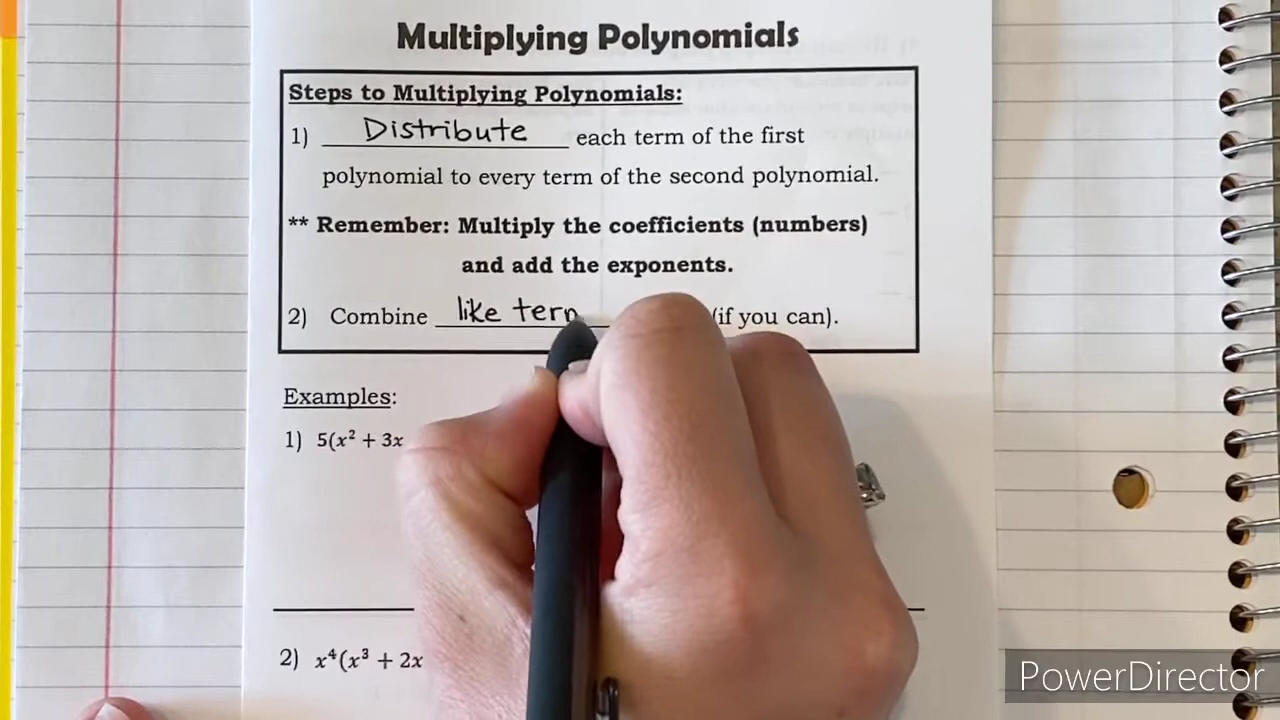 Multiplying Polynomials
Steps to Multiplying Polynomials:
1) Distribute each term of the first
polynomial to every term of the second polynomial.
** Remember: Multiply the coefficients (numbers)
and add the exponents.
2) Combine like (if you can).
Examples:
1) 5(x² + 3x
2) x⁴(x³ + 2x
PowerDirector